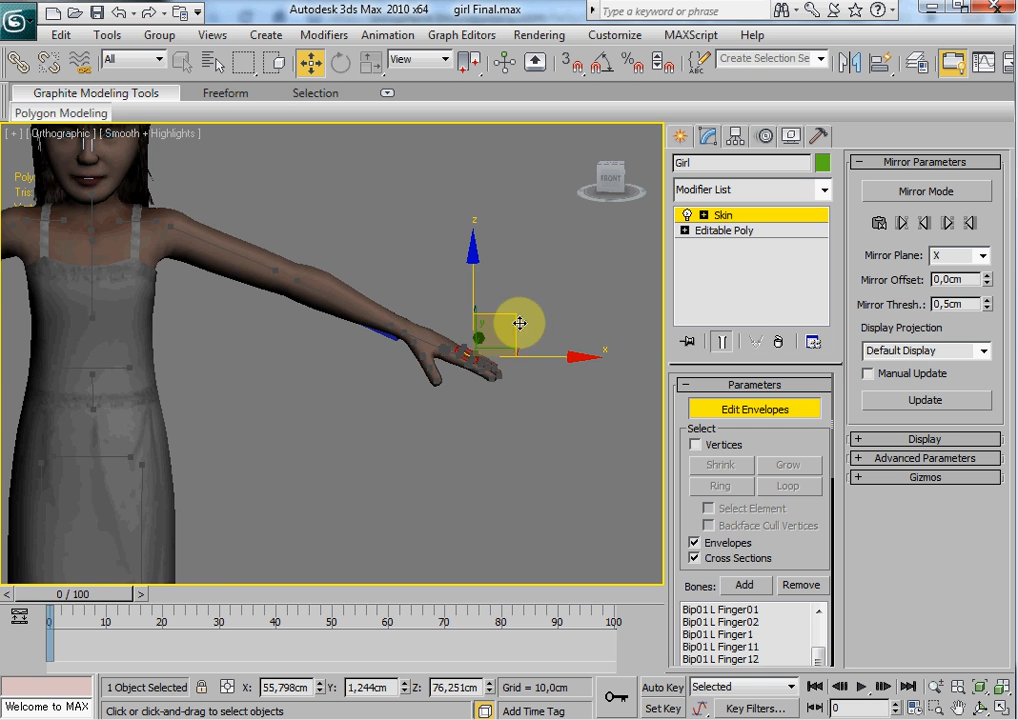 Autodesk 3ds Max 2010 x64 girl Final.max
Type a keyword or phrase
Edit Tools Group Views Create Modifiers Animation Graph Editors Rendering Customize MAXScript Help
All View Create Selection Se
Graphite Modeling Tools Freeform Selection
Polygon Modeling
[ + ] [ Orthographic ] [ Smooth + Highlights ]
Poly
Tris
FRONT
z
y
x
Girl
Modifier List
Skin
Editable Poly
Parameters
Edit Envelopes
Select
Vertices
Shrink Grow
Ring Loop
Select Element
Backface Cull Vertices
Envelopes
Cross Sections
Bones: Add Remove
Bip01 L Finger01
Bip01 L Finger02
Bip01 L Finger1
Bip01 L Finger11
Bip01 L Finger12
Mirror Parameters
Mirror Mode
Mirror Plane: X
Mirror Offset: 0,0cm
Mirror Thresh.: 0,5cm
Display Projection
Default Display
Manual Update
Update
Display
Advanced Parameters
Gizmos
0 / 100
0 10 20 30 40 50 60 70 80 90 100
1 Object Selected X: 55,798cm Y: 1,244cm Z: 76,251cm Grid = 10,0cm
Auto Key Selected
Welcome to MAX Click or click-and-drag to select objects Add Time Tag
Set Key Key Filters... 0